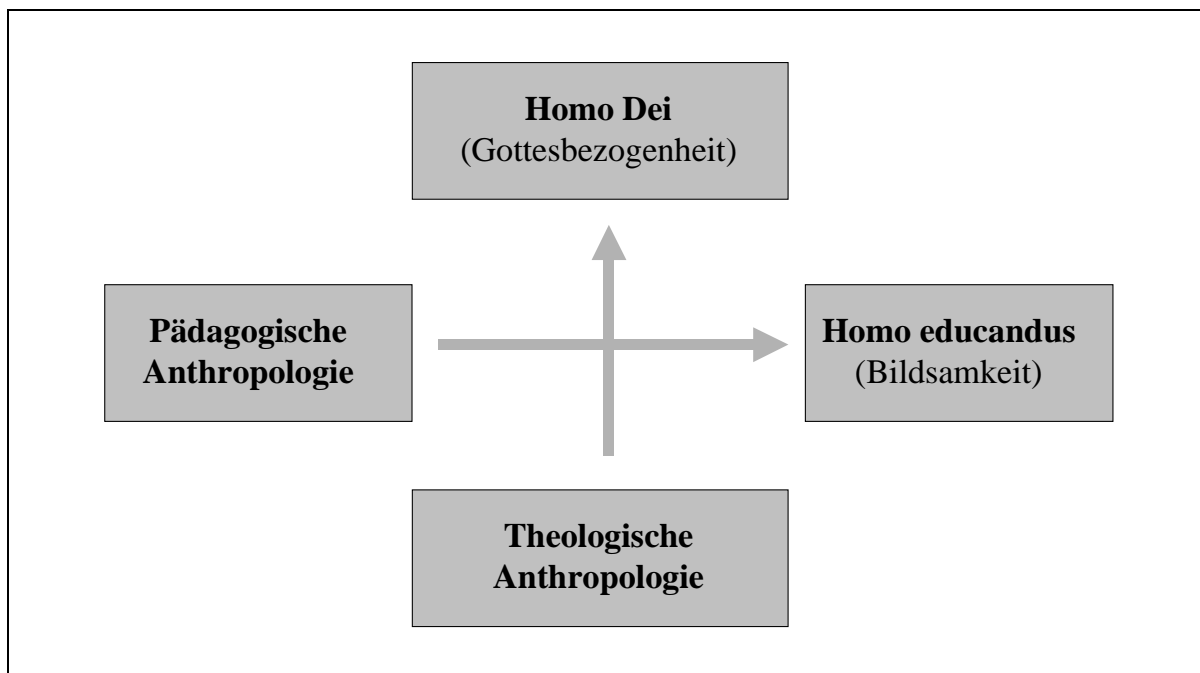 Homo Dei
(Gottesbezogenheit)
Pädagogische
Anthropologie
Homo educandus
(Bildsamkeit)
Theologische
Anthropologie